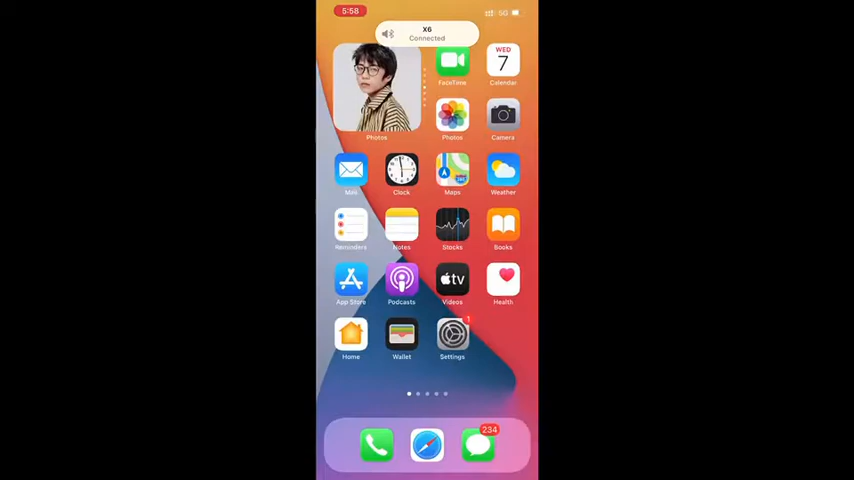 5:58
5G
X6
Connected
WED
7
FaceTime
Calendar
Photos
Photos
Camera
Mail
Clock
Maps
Weather
Reminders
Notes
Stocks
Books
App Store
Podcasts
tv
Videos
Health
1
Home
Wallet
Settings
234